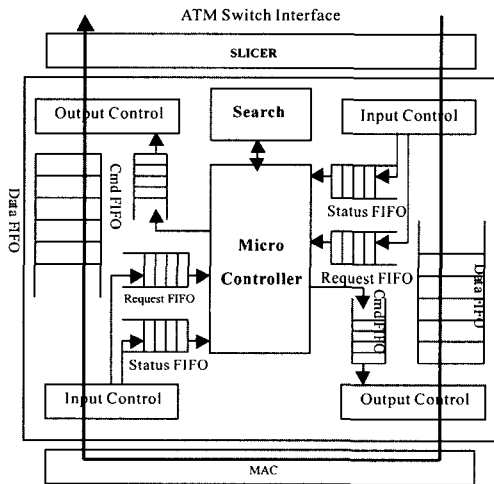 ATM Switch Interface
SLICER
Output Control
Search
Input Control
Cmd FIFO
Status FIFO
Data FIFO
Micro
Controller
Request FIFO
Request FIFO
Data FIFO
Cmd FIFO
Status FIFO
Input Control
Output Control
MAC